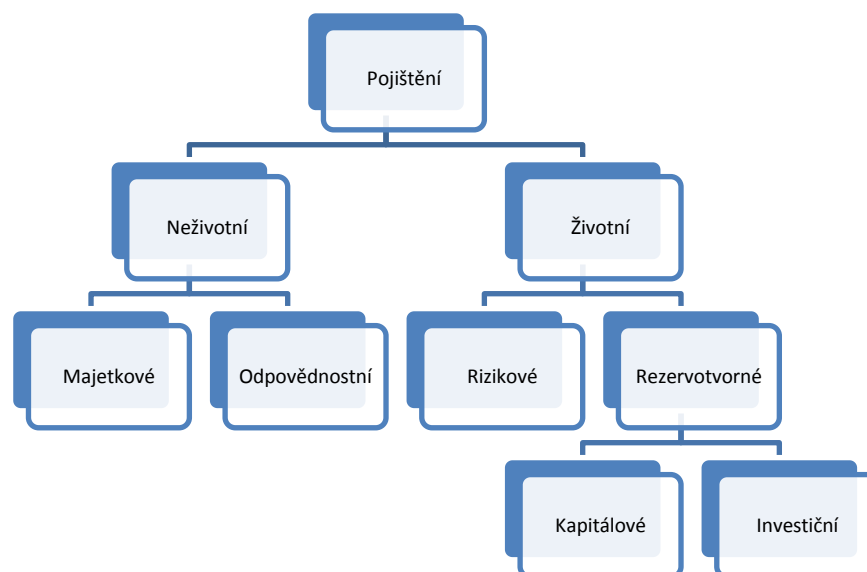 Pojištění
Neživotní
Životní
Majetkové
Odpovědnostní
Rizikové
Rezervotvorné
Kapitálové
Investiční